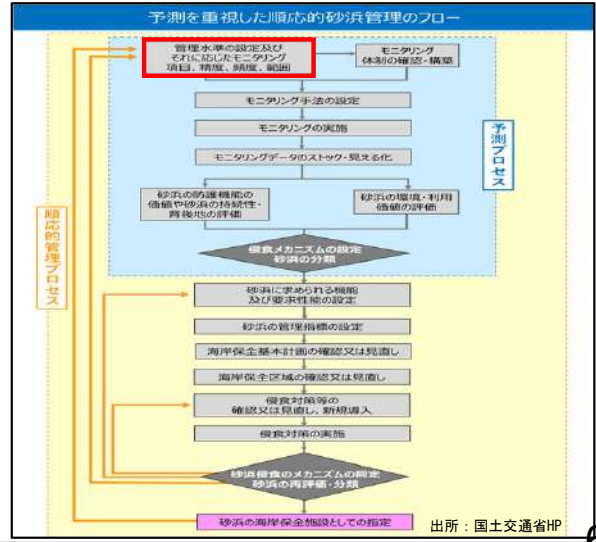 予測を重視した順応的砂浜管理のフロー
管理水準の設定及び
それに応じたモニタリング
項目、精度、頻度、範囲
モニタリング
体制の確認・構築
モニタリング手法の設定
モニタリングの実施
モニタリングデータのストック・見える化
予測プロセス
砂浜の防護機能の
価値や砂浜の持続性・
背後地の評価
砂浜の環境・利用
価値の評価
順応的管理プロセス
侵食メカニズムの設定
砂浜の分類
砂浜に求められる機能
及び要求性能の設定
砂浜の管理指標の設定
海岸保全基本計画の確認又は見直し
海岸保全区域の確認又は見直し
侵食対策等の
確認又は見直し、新規導入
侵食対策の実施
砂浜侵食のメカニズムの同定
砂浜の再評価・分類
砂浜の海岸保全施設としての指定
出所：国土交通省HP